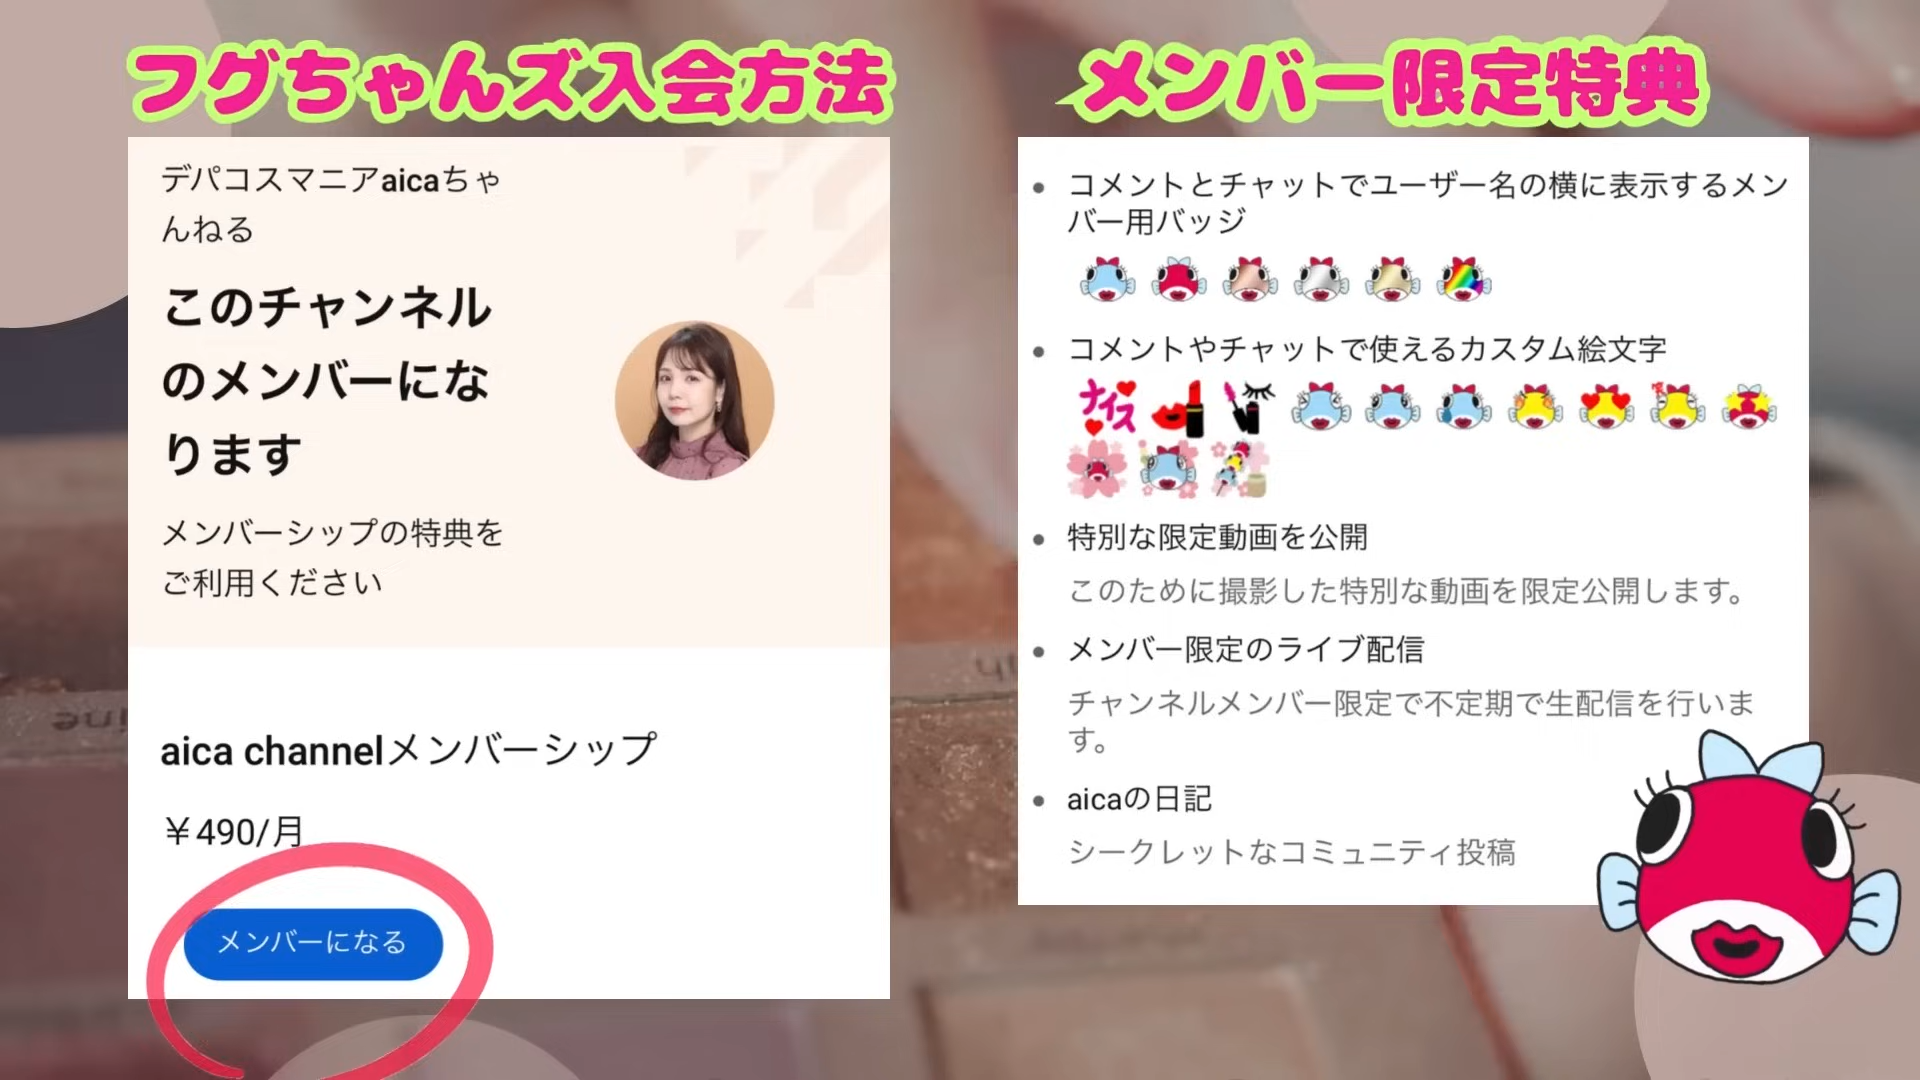 フグちゃんズ入会方法
デパコスマニアaicaちゃ
んねる
このチャンネル
のメンバーにな
ります
メンバーシップの特典を
ご利用ください
aica channelメンバーシップ
￥490/月
メンバーになる
メンバー限定特典
コメントとチャットでユーザー名の横に表示するメン
バー用バッジ
コメントやチャットで使えるカスタム絵文字
ナイス
特別な限定動画を公開
このために撮影した特別な動画を限定公開します。
メンバー限定のライブ配信
チャンネルメンバー限定で不定期で生配信を行いま
す。
aicaの日記
シークレットなコミュニティ投稿